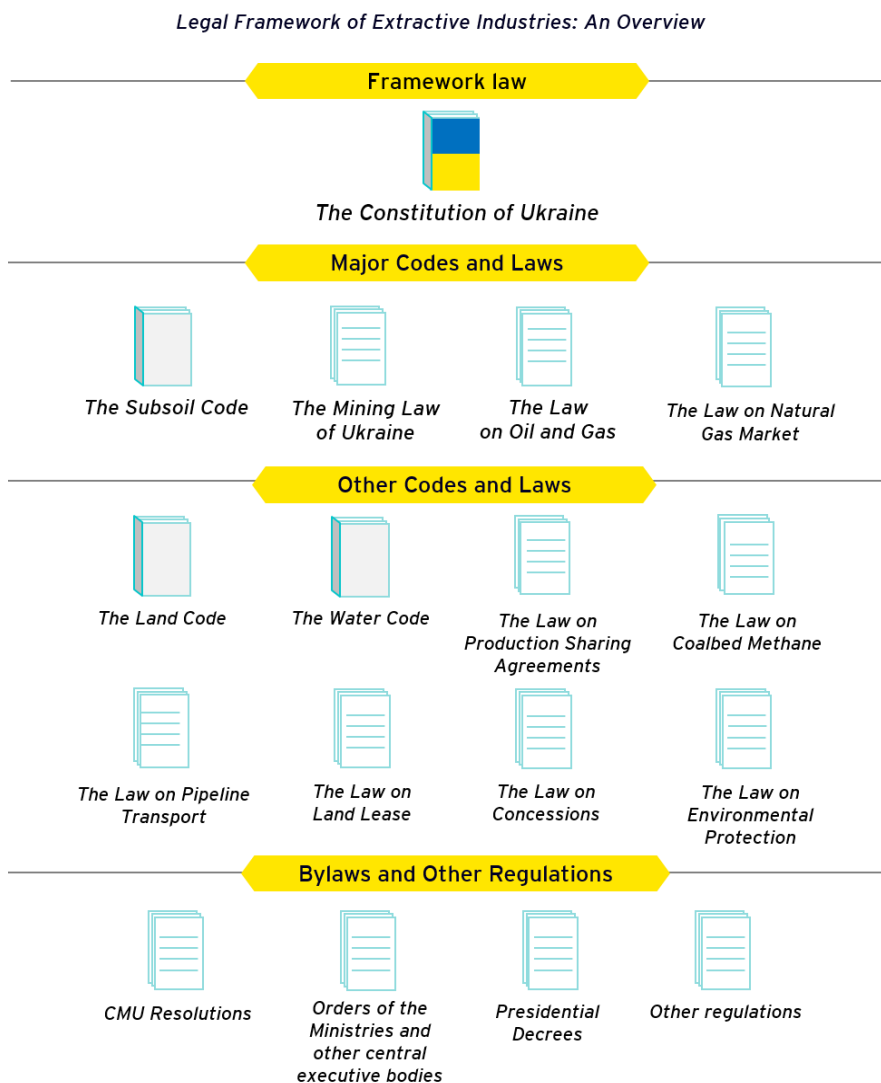 Legal Framework of Extractive Industries: An Overview
Framework law
The Constitution of Ukraine
Major Codes and Laws
The Subsoil Code
The Mining Law
of Ukraine
The Law
on Oil and Gas
The Law on Natural
Gas Market
Other Codes and Laws
The Land Code
The Water Code
The Law on
Production Sharing
Agreements
The Law on
Coalbed Methane
The Law on Pipeline
Transport
The Law on
Land Lease
The Law on
Concessions
The Law on
Environmental
Protection
Bylaws and Other Regulations
CMU Resolutions
Orders of the
Ministries and
other central
executive bodies
Presidential
Decrees
Other regulations